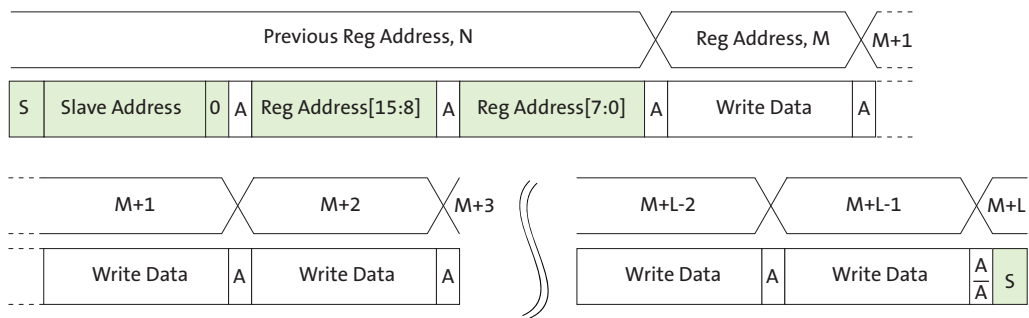 Previous Reg Address, N Reg Address, M M+1
S Slave Address 0 A Reg Address[15:8] A Reg Address[7:0] A Write Data A
M+1 M+2 M+3 M+L-2 M+L-1 M+L
Write Data A Write Data A Write Data A Write Data A/A̅ S